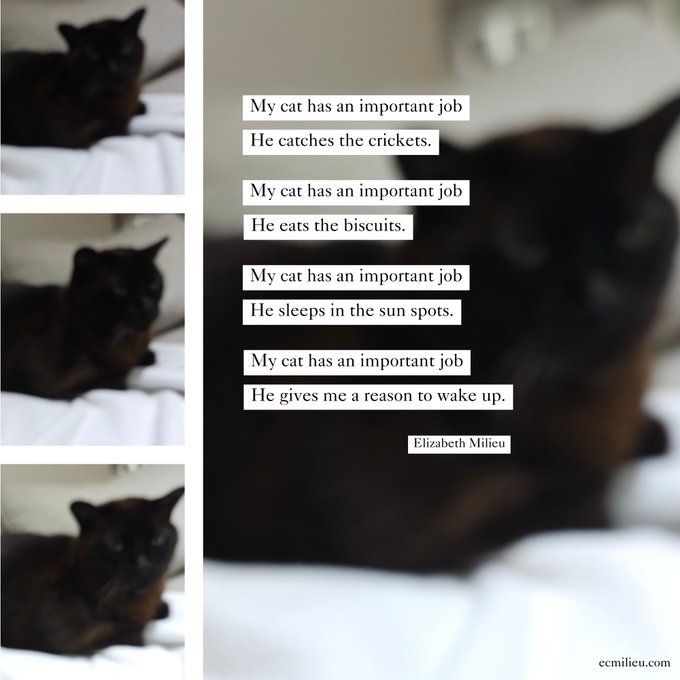 My cat has an important job
He catches the crickets.
My cat has an important job
He eats the biscuits.
My cat has an important job
He sleeps in the sun spots.
My cat has an important job
He gives me a reason to wake up.
Elizabeth Milieu
ecmilieu.com